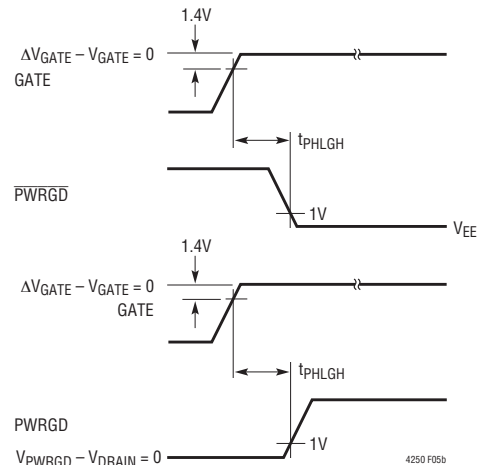 1.4V
ΔVGATE – VGATE = 0
GATE
tPHLGH
PWRGD
1V
VEE
1.4V
ΔVGATE – VGATE = 0
GATE
tPHLGH
PWRGD
1V
VPWRGD – VDRAIN = 0
4250 F05b